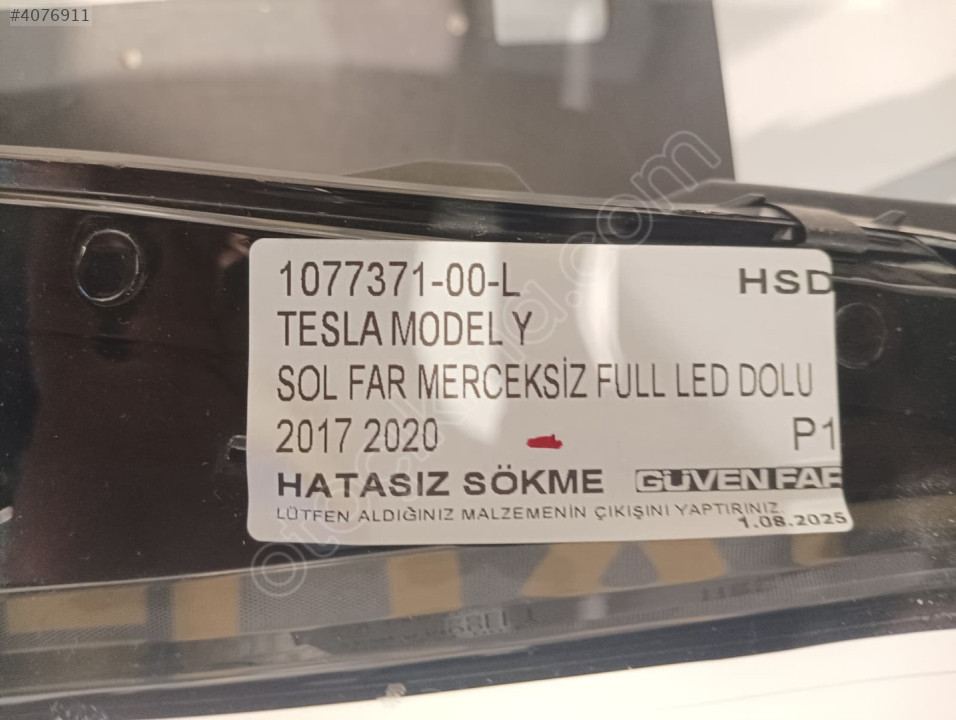 #4076911
1077371-00-L HSD
TESLA MODEL Y
SOL FAR MERCEKSİZ FULL LED DOLU
2017 2020 P1
HATASIZ SÖKME GÜVEN FAR
LÜTFEN ALDIĞINIZ MALZEMENİN ÇIKIŞINI YAPTIRINIZ.
1.08.2025